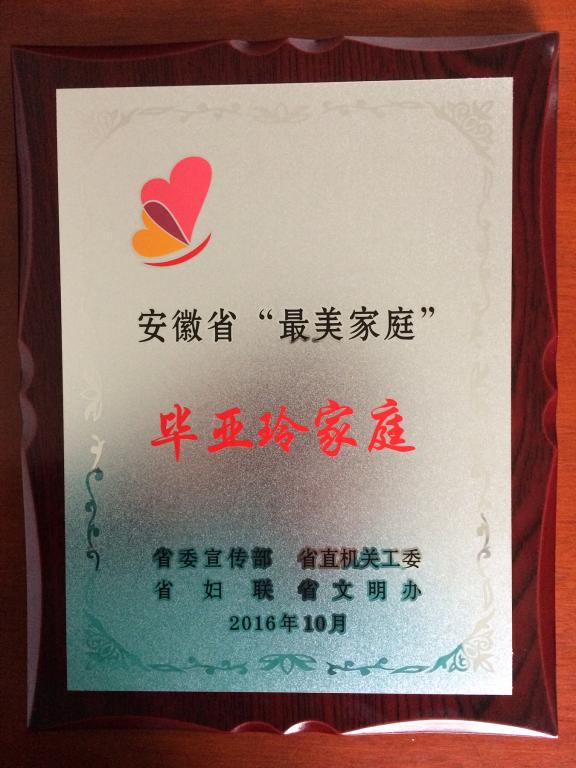 安徽省“最美家庭”
毕亚玲家庭
省委宣传部 省直机关工委
省妇联 省文明办
2016年10月